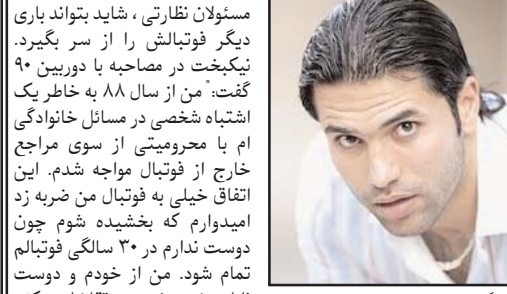 مسئولان نظارتی ، شاید بتواند باری
دیگر فوتبالش را از سر بگیرد.
نیکبخت در مصاحبه با دوربین ۹۰
گفت:" من از سال ۸۸ به خاطر یک
اشتباه شخصی در مسائل خانوادگی
ام با محرومیتی از سوی مراجع
خارج از فوتبال مواجه شدم. این
اتفاق خیلی به فوتبال من ضربه زد
امیدوارم که بخشیده شوم چون
دوست ندارم در ۳۰ سالگی فوتبالم
تمام شود. من از خودم و دوست